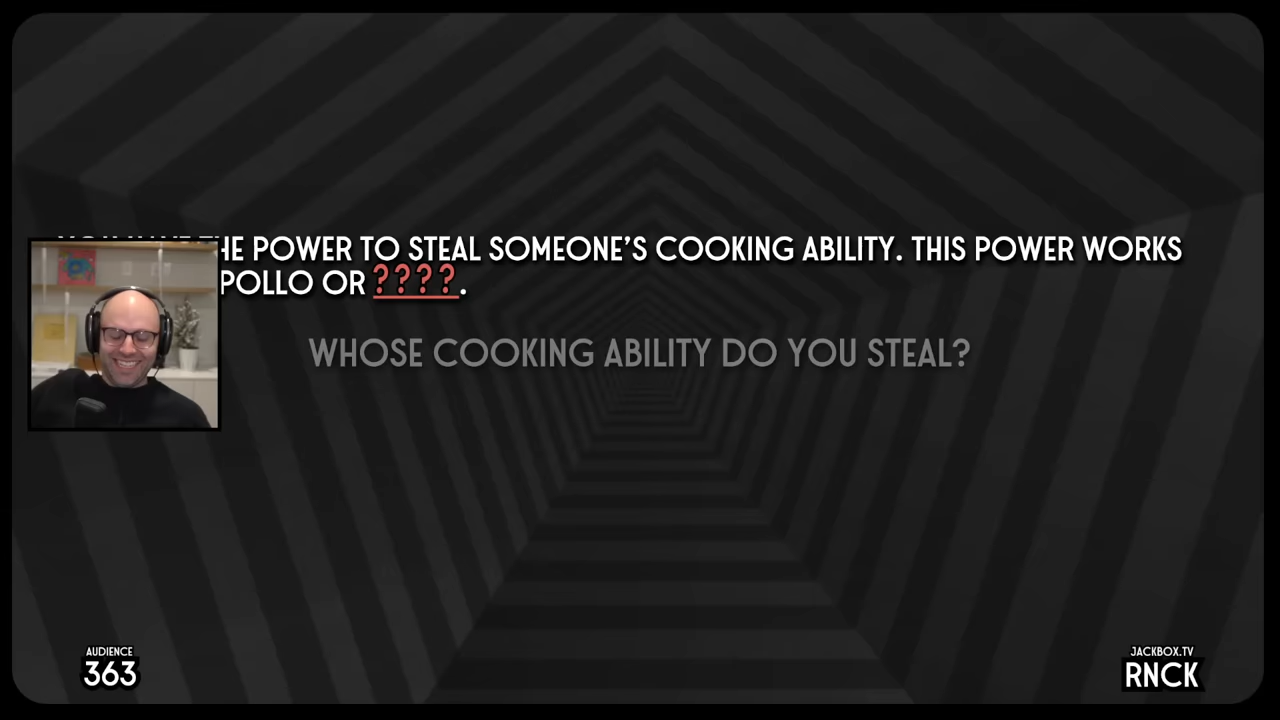 THE POWER TO STEAL SOMEONE'S COOKING ABILITY. THIS POWER WORKS
POLLO OR ????.
WHOSE COOKING ABILITY DO YOU STEAL?
AUDIENCE
363
JACKBOX.TV
RNCK